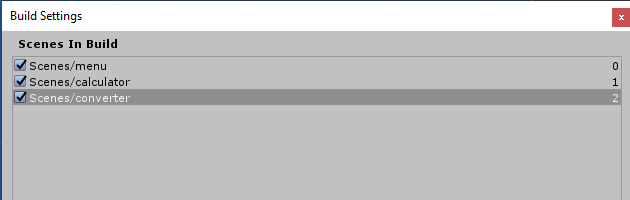 Build Settings
x
Scenes In Build
Scenes/menu 0
Scenes/calculator 1
Scenes/converter 2